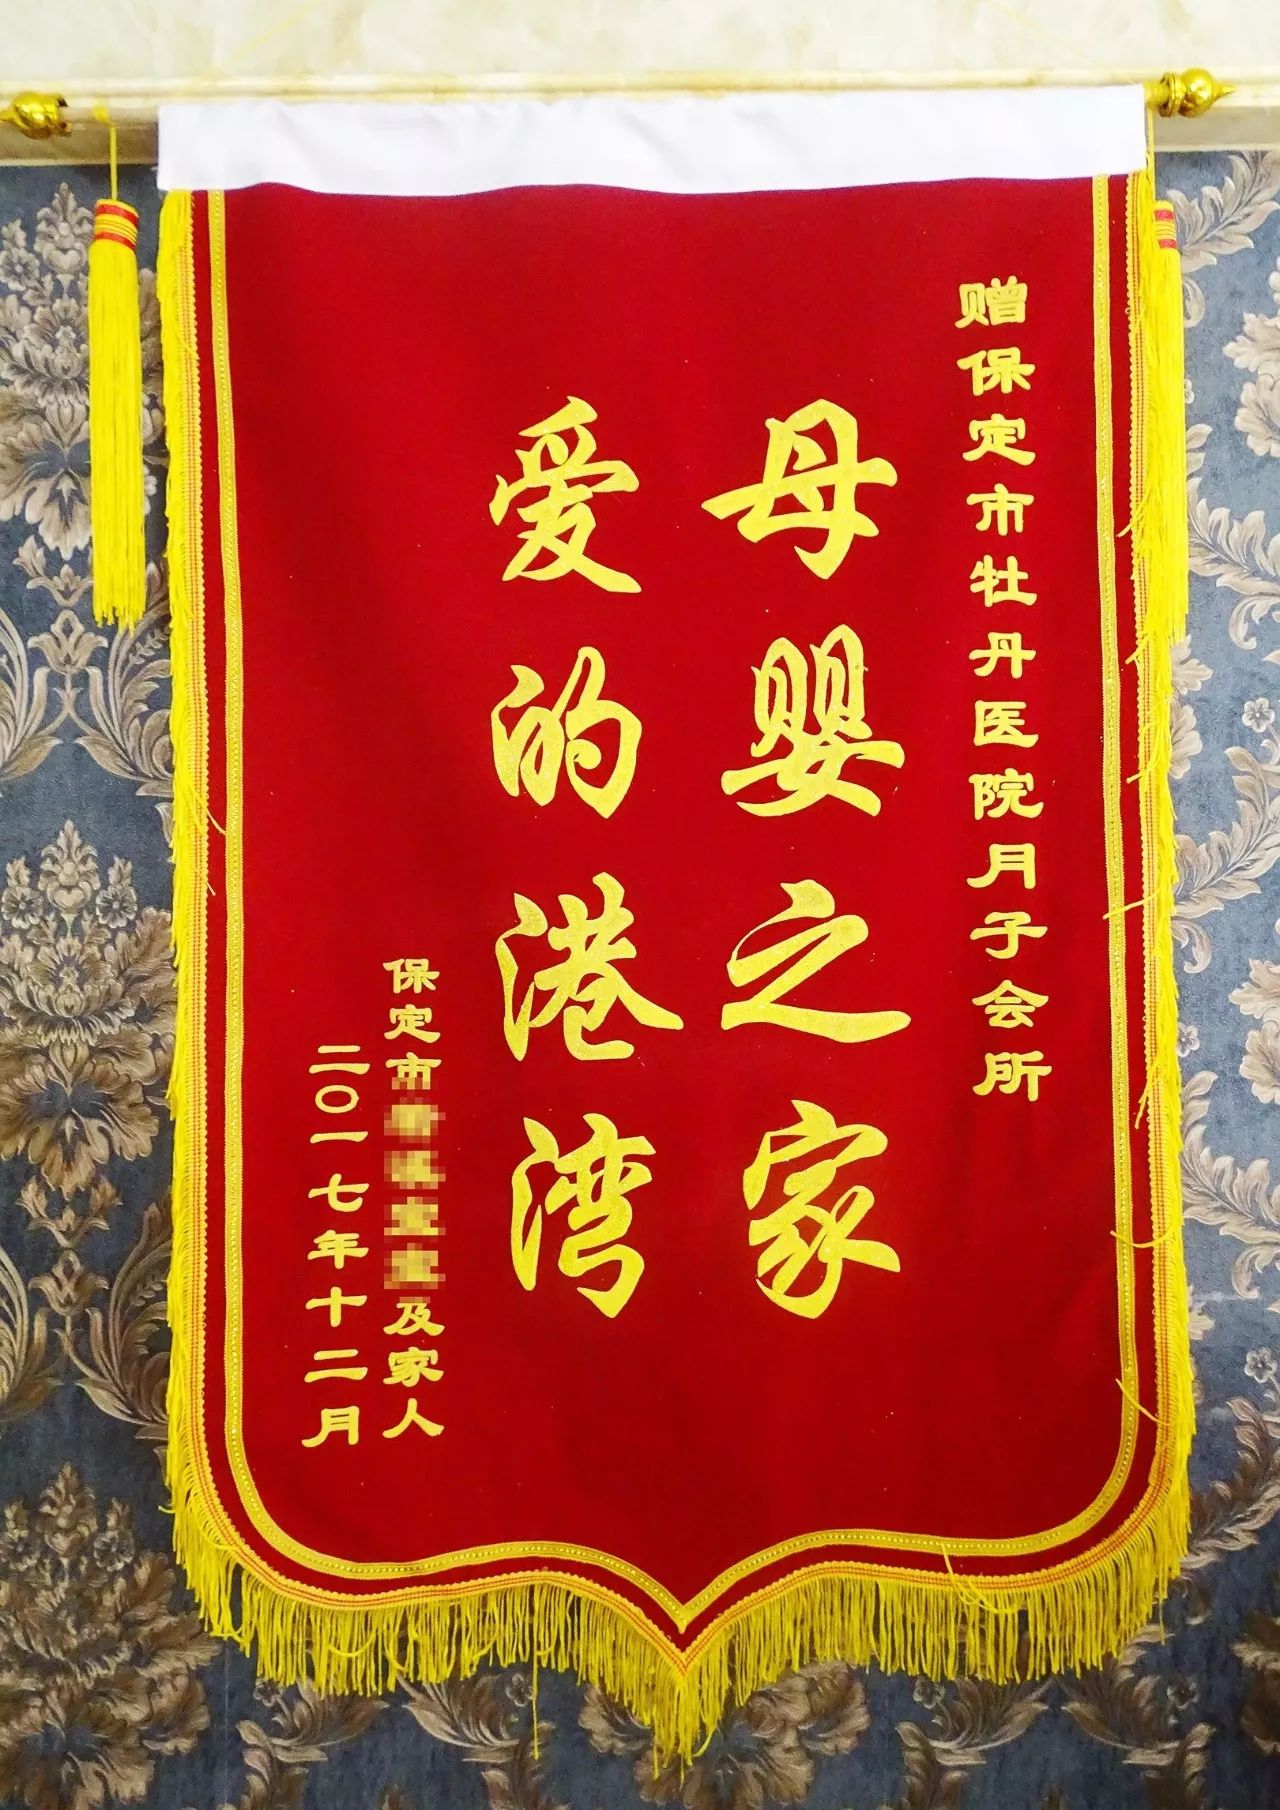 赠保定市牡丹医院月子会所
母婴之家
爱的港湾
保定市及家人
二〇一七年十二月